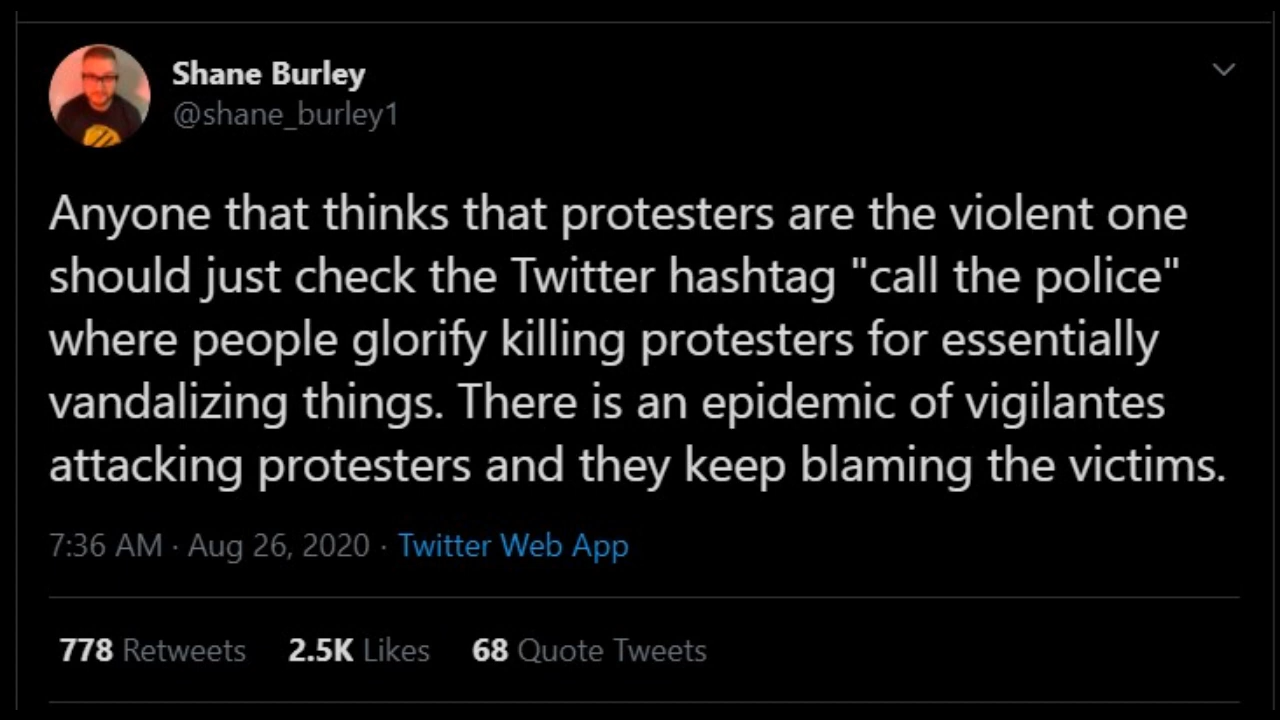 Shane Burley
@shane_burley1
Anyone that thinks that protesters are the violent one
should just check the Twitter hashtag "call the police"
where people glorify killing protesters for essentially
vandalizing things. There is an epidemic of vigilantes
attacking protesters and they keep blaming the victims.
7:36 AM · Aug 26, 2020 · Twitter Web App
778 Retweets 2.5K Likes 68 Quote Tweets